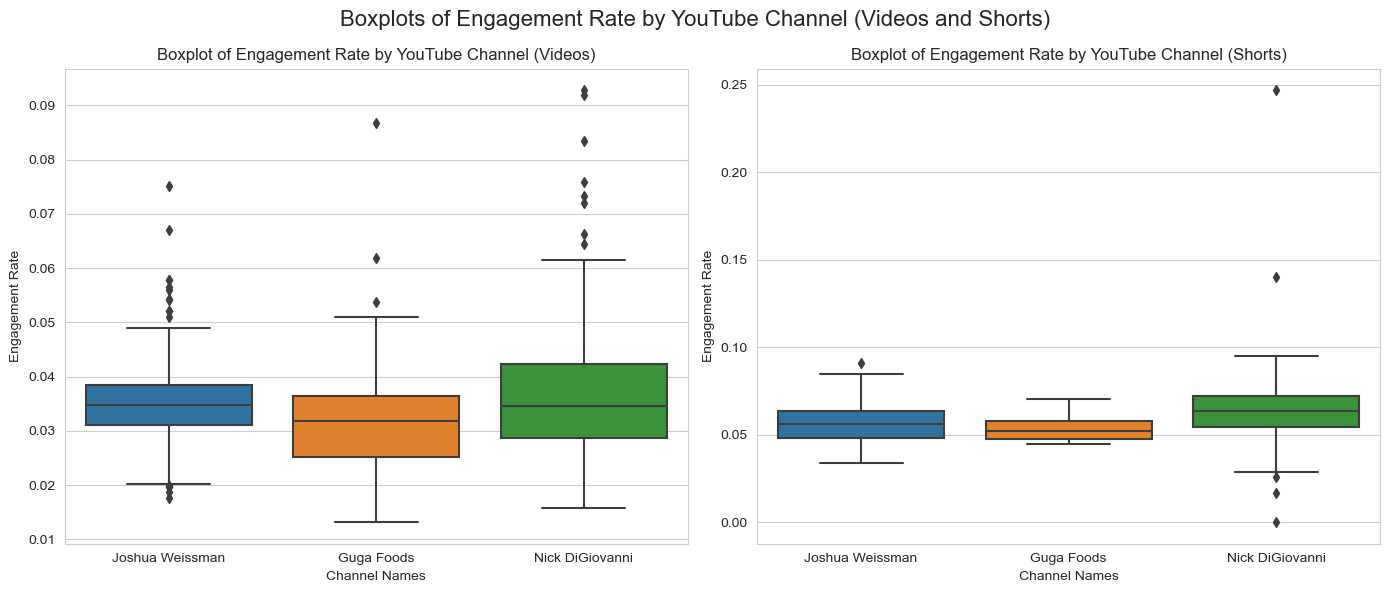 Boxplots of Engagement Rate by YouTube Channel (Videos and Shorts)
Boxplot of Engagement Rate by YouTube Channel (Videos)
Engagement Rate
0.09
0.08
0.07
0.06
0.05
0.04
0.03
0.02
0.01
Joshua Weissman
Guga Foods
Nick DiGiovanni
Channel Names
Boxplot of Engagement Rate by YouTube Channel (Shorts)
Engagement Rate
0.25
0.20
0.15
0.10
0.05
0.00
Joshua Weissman
Guga Foods
Nick DiGiovanni
Channel Names